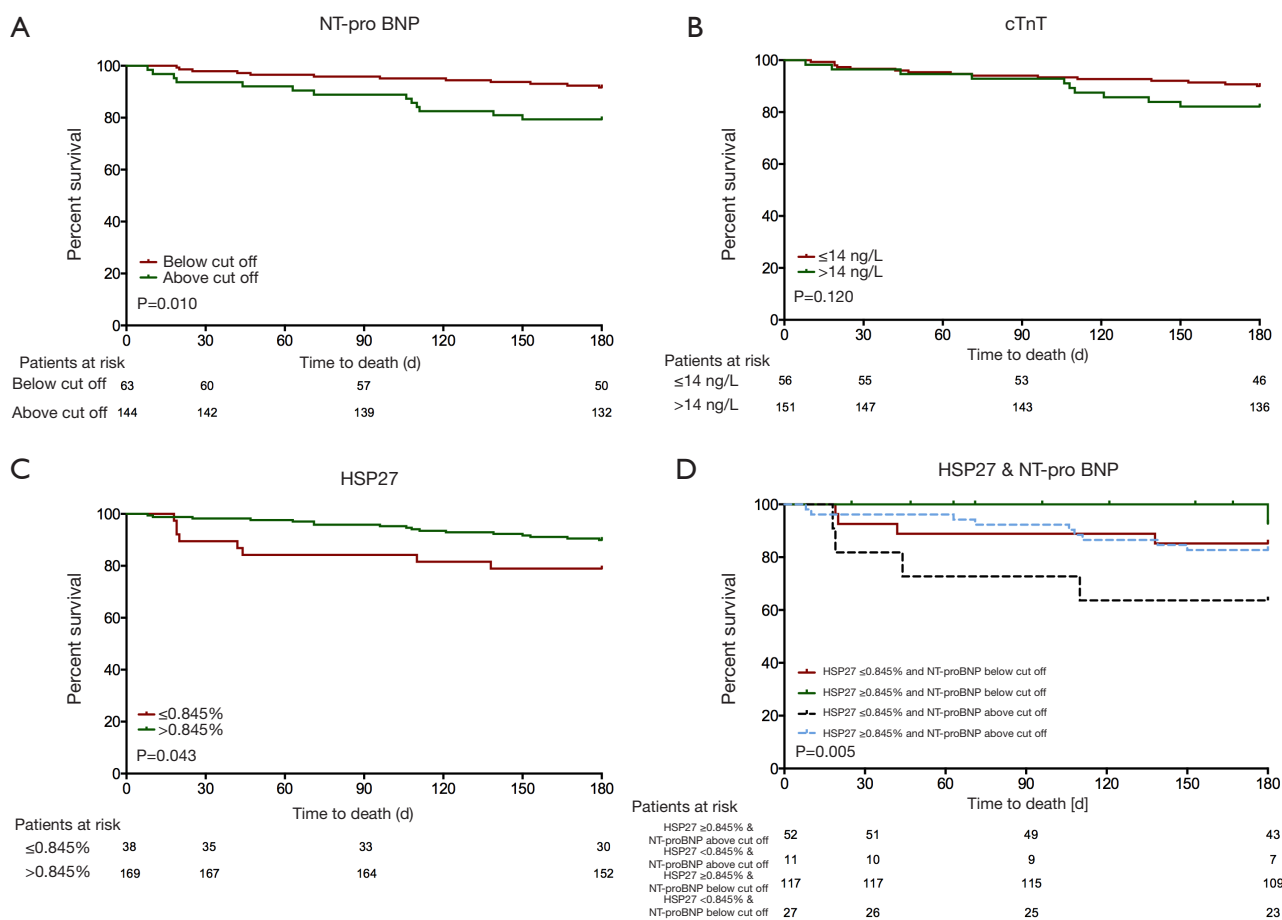 A
NT-pro BNP
Percent survival
100
80
60
40
20
0
Below cut off
Above cut off
P=0.010
0 30 60 90 120 150 180
Time to death (d)
Patients at risk
Below cut off 63 60 57 50
Above cut off 144 142 139 132
B
cTnT
Percent survival
100
80
60
40
20
0
≤14 ng/L
>14 ng/L
P=0.120
0 30 60 90 120 150 180
Time to death (d)
Patients at risk
≤14 ng/L 56 55 53 46
>14 ng/L 151 147 143 136
C
HSP27
Percent survival
100
80
60
40
20
0
≤0.845%
>0.845%
P=0.043
0 30 60 90 120 150 180
Time to death (d)
Patients at risk
≤0.845% 38 35 33 30
>0.845% 169 167 164 152
D
HSP27 & NT-pro BNP
Percent survival
100
80
60
40
20
0
HSP27 ≤0.845% and NT-proBNP below cut off
HSP27 ≥0.845% and NT-proBNP below cut off
HSP27 ≤0.845% and NT-proBNP above cut off
HSP27 ≥0.845% and NT-proBNP above cut off
P=0.005
0 30 60 90 120 150 180
Time to death [d]
Patients at risk
HSP27 ≥0.845% &
NT-proBNP above cut off 52 51 49 43
HSP27 <0.845% &
NT-proBNP above cut off 11 10 9 7
HSP27 ≥0.845% &
NT-proBNP below cut off 117 117 115 109
HSP27 <0.845% &
NT-proBNP below cut off 27 26 25 23